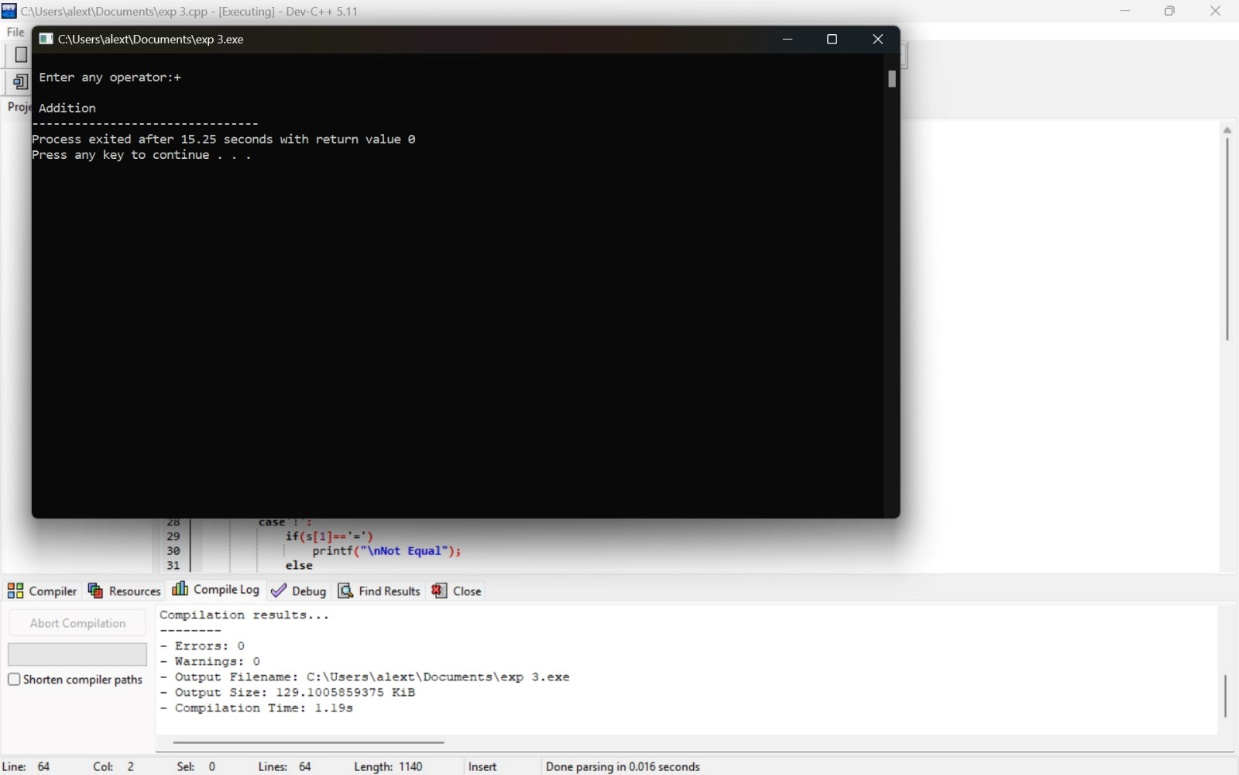 C:\Users\alext\Documents\exp 3.cpp - [Executing] - Dev-C++ 5.11
File
C:\Users\alext\Documents\exp 3.exe
Enter any operator:+
Addition
--------------------------------
Process exited after 15.25 seconds with return value 0
Press any key to continue . . .
28 case '!':
29 if(s[1]=='=')
30 printf("\nNot Equal");
31 else
Compiler Resources Compile Log Debug Find Results Close
Abort Compilation
Shorten compiler paths
Compilation results...
--------
- Errors: 0
- Warnings: 0
- Output Filename: C:\Users\alext\Documents\exp 3.exe
- Output Size: 129.1005859375 KiB
- Compilation Time: 1.19s
Line: 64 Col: 2 Sel: 0 Lines: 64 Length: 1140 Insert Done parsing in 0.016 seconds